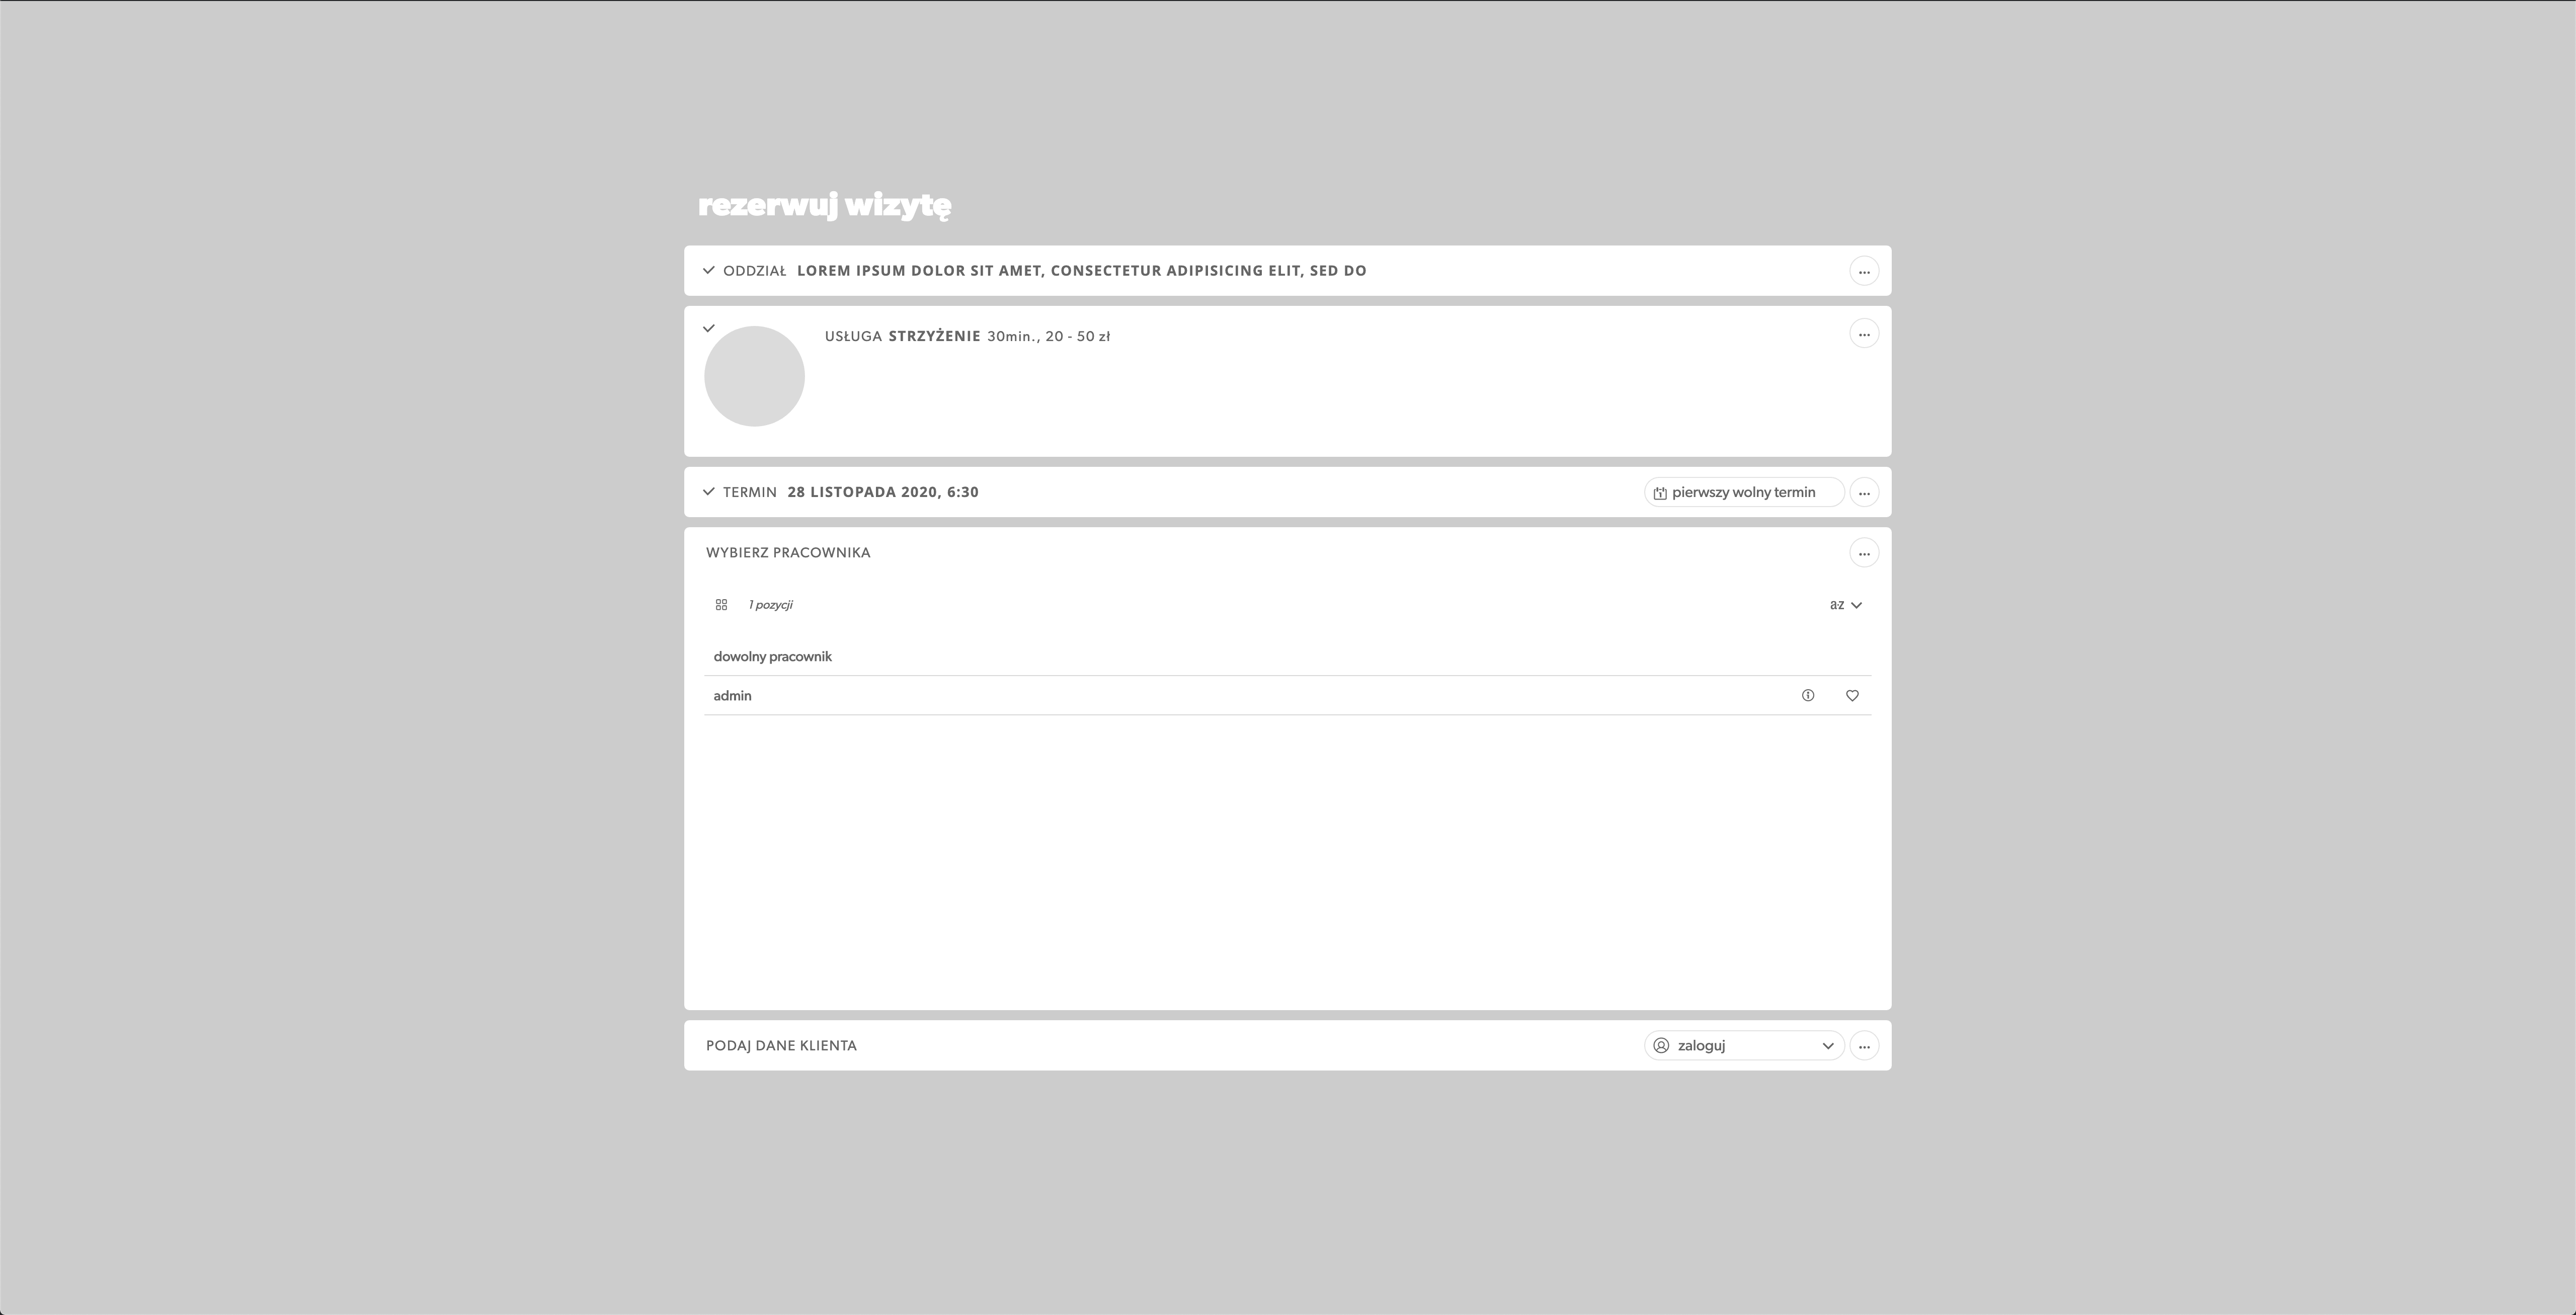 rezerwuj wizytę
ODDZIAŁ LOREM IPSUM DOLOR SIT AMET, CONSECTETUR ADIPISICING ELIT, SED DO
USŁUGA STRZYŻENIE 30min., 20 - 50 zł
TERMIN 28 LISTOPADA 2020, 6:30 pierwszy wolny termin
WYBIERZ PRACOWNIKA
1 pozycji a-z
dowolny pracownik
admin
PODAJ DANE KLIENTA zaloguj